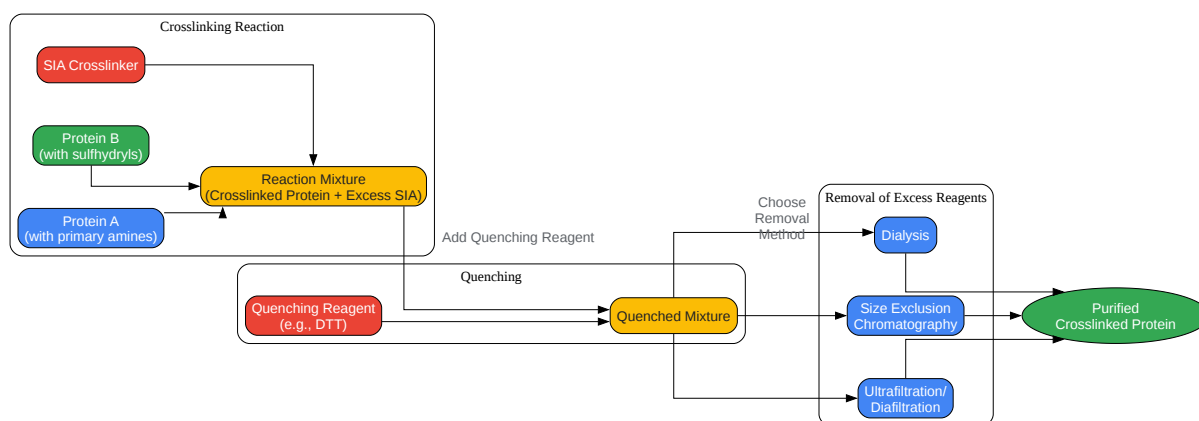 Crosslinking Reaction
SIA Crosslinker
Protein B
(with sulfhydryls)
Reaction Mixture
(Crosslinked Protein + Excess SIA)
Protein A
(with primary amines)
Add Quenching Reagent
Quenching
Quenching Reagent
(e.g., DTT)
Quenched Mixture
Choose
Removal
Method
Removal of Excess Reagents
Dialysis
Size Exclusion
Chromatography
Ultrafiltration/
Diafiltration
Purified
Crosslinked Protein